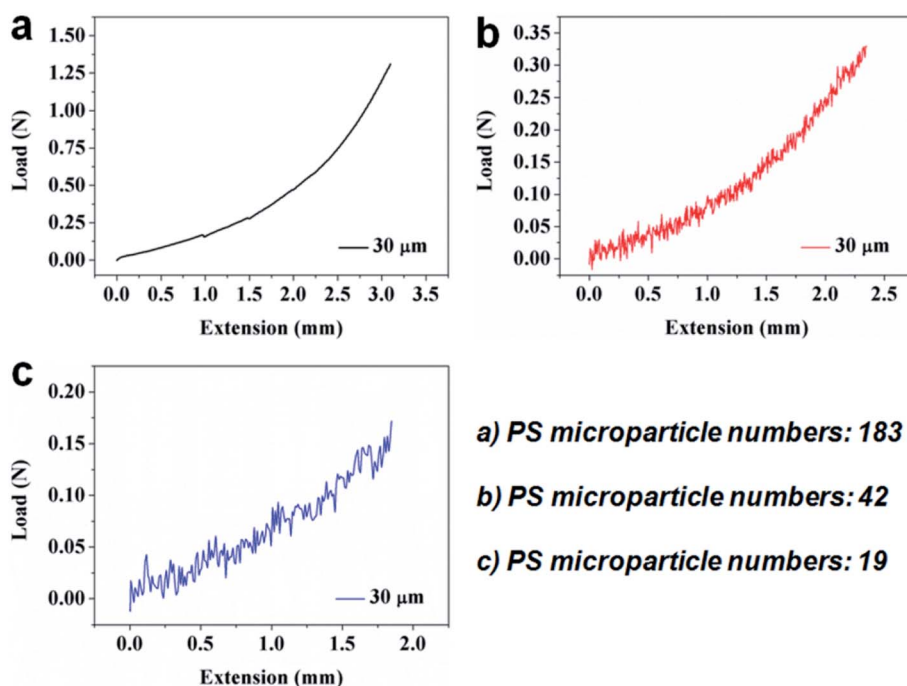 a
1.50
1.25
1.00
0.75
0.50
0.25
0.00
Load (N)
30 μm
0.0 0.5 1.0 1.5 2.0 2.5 3.0 3.5
Extension (mm)
b
0.35
0.30
0.25
0.20
0.15
0.10
0.05
0.00
Load (N)
30 μm
0.0 0.5 1.0 1.5 2.0 2.5
Extension (mm)
c
0.20
0.15
0.10
0.05
0.00
Load (N)
30 μm
0.0 0.5 1.0 1.5 2.0
Extension (mm)
a) PS microparticle numbers: 183
b) PS microparticle numbers: 42
c) PS microparticle numbers: 19